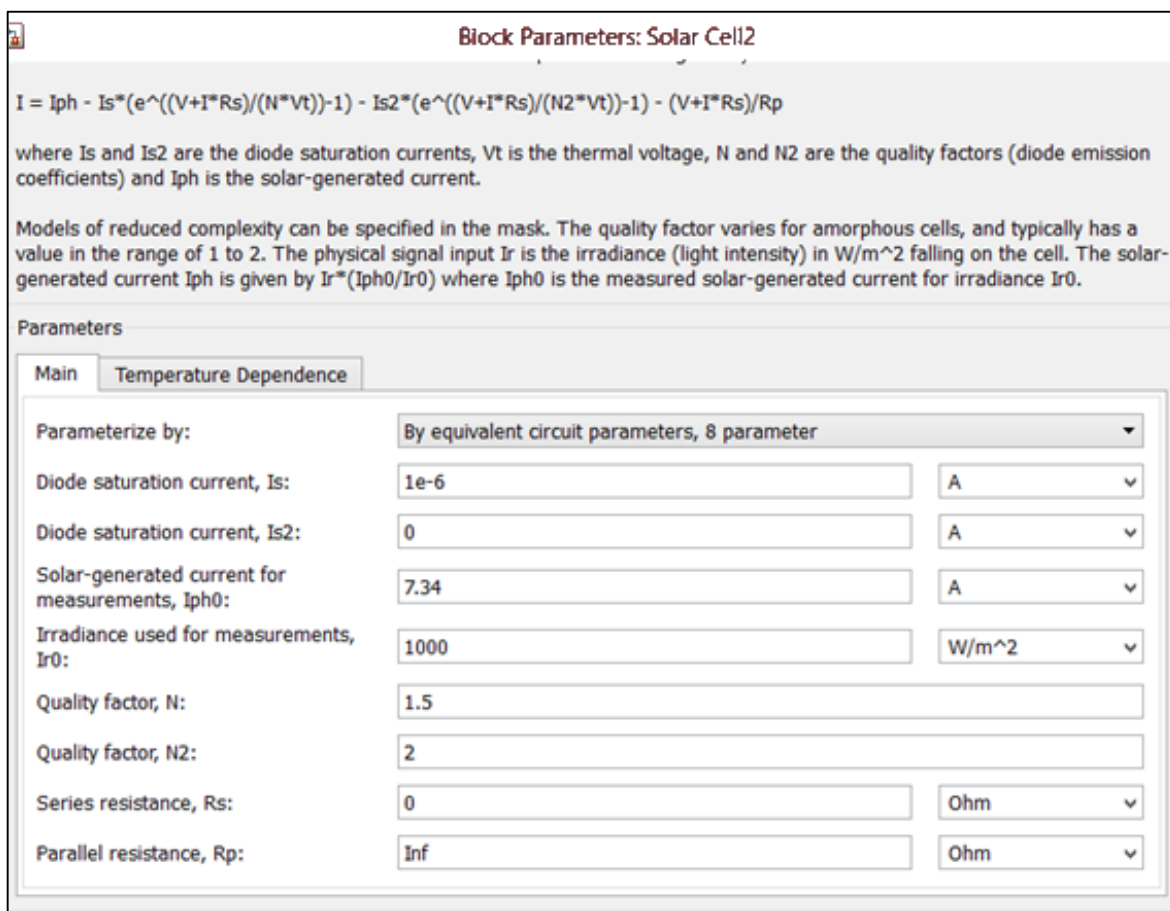 Block Parameters: Solar Cell2
I = Iph - Is*(e^((V+I*Rs)/(N*Vt))-1) - Is2*(e^((V+I*Rs)/(N2*Vt))-1) - (V+I*Rs)/Rp
where Is and Is2 are the diode saturation currents, Vt is the thermal voltage, N and N2 are the quality factors (diode emission
coefficients) and Iph is the solar-generated current.
Models of reduced complexity can be specified in the mask. The quality factor varies for amorphous cells, and typically has a
value in the range of 1 to 2. The physical signal input Ir is the irradiance (light intensity) in W/m^2 falling on the cell. The solar-
generated current Iph is given by Ir*(Iph0/Ir0) where Iph0 is the measured solar-generated current for irradiance Ir0.
Parameters
Main Temperature Dependence
Parameterize by: By equivalent circuit parameters, 8 parameter
Diode saturation current, Is: 1e-6 A
Diode saturation current, Is2: 0 A
Solar-generated current for
measurements, Iph0: 7.34 A
Irradiance used for measurements,
Ir0: 1000 W/m^2
Quality factor, N: 1.5
Quality factor, N2: 2
Series resistance, Rs: 0 Ohm
Parallel resistance, Rp: Inf Ohm